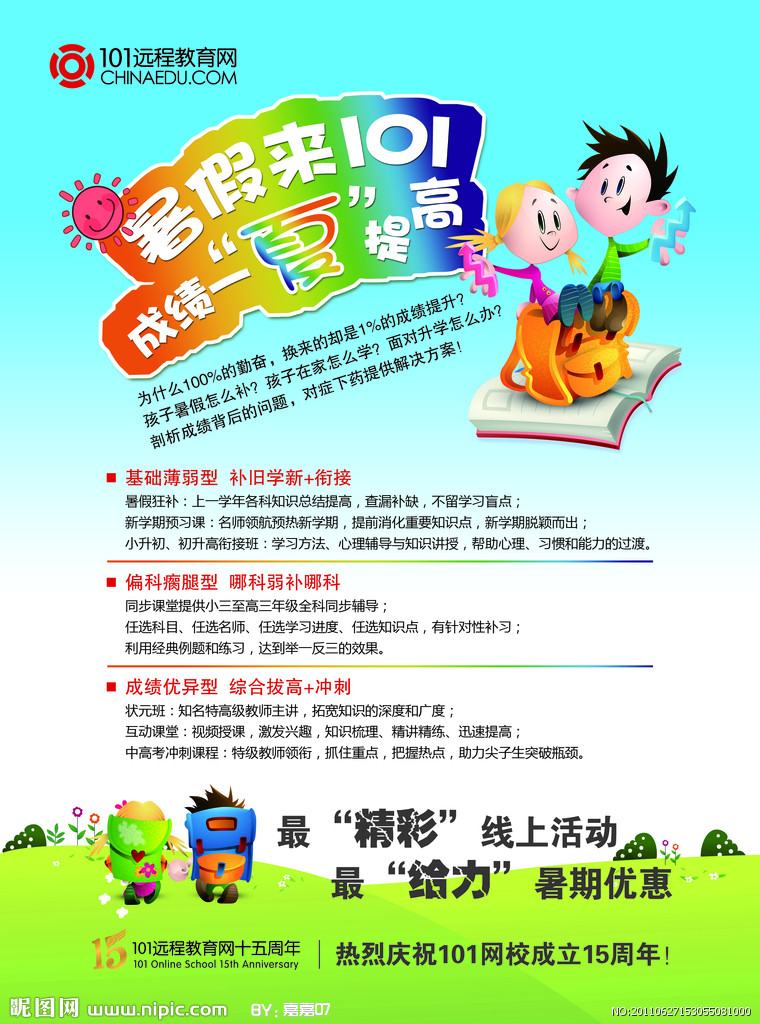 101远程教育网
CHINAEDU.COM
暑假来101
成绩一“夏”提高
为什么100%的勤奋，换来的却是1%的成绩提升？
孩子暑假怎么补？孩子在家怎么学？面对升学怎么办？
剖析成绩背后的问题，对症下药提供解决方案！
■ 基础薄弱型 补旧学新+衔接
暑假狂补：上一学年各科知识总结提高，查漏补缺，不留学习盲点；
新学期预习课：名师领航预热新学期，提前消化重要知识点，新学期脱颖而出；
小升初、初升高衔接班：学习方法、心理辅导与知识讲授，帮助心理、习惯和能力的过渡。
■ 偏科瘸腿型 哪科弱补哪科
同步课堂提供小三至高三年级全科同步辅导；
任选科目、任选名师、任选学习进度、任选知识点，有针对性补习；
利用经典例题和练习，达到举一反三的效果。
■ 成绩优异型 综合拔高+冲刺
状元班：知名特高级教师主讲，拓宽知识的深度和广度；
互动课堂：视频授课，激发兴趣，知识梳理、精讲精练、迅速提高；
中高考冲刺课程：特级教师领衔，抓住重点，把握热点，助力尖子生突破瓶颈。
最“精彩”线上活动
最“给力”暑期优惠
15 101远程教育网十五周年
101 Online School 15th Anniversary
热烈庆祝101网校成立15周年！
昵图网 www.nipic.com BY：嘉嘉07
NO:20110627153055081000